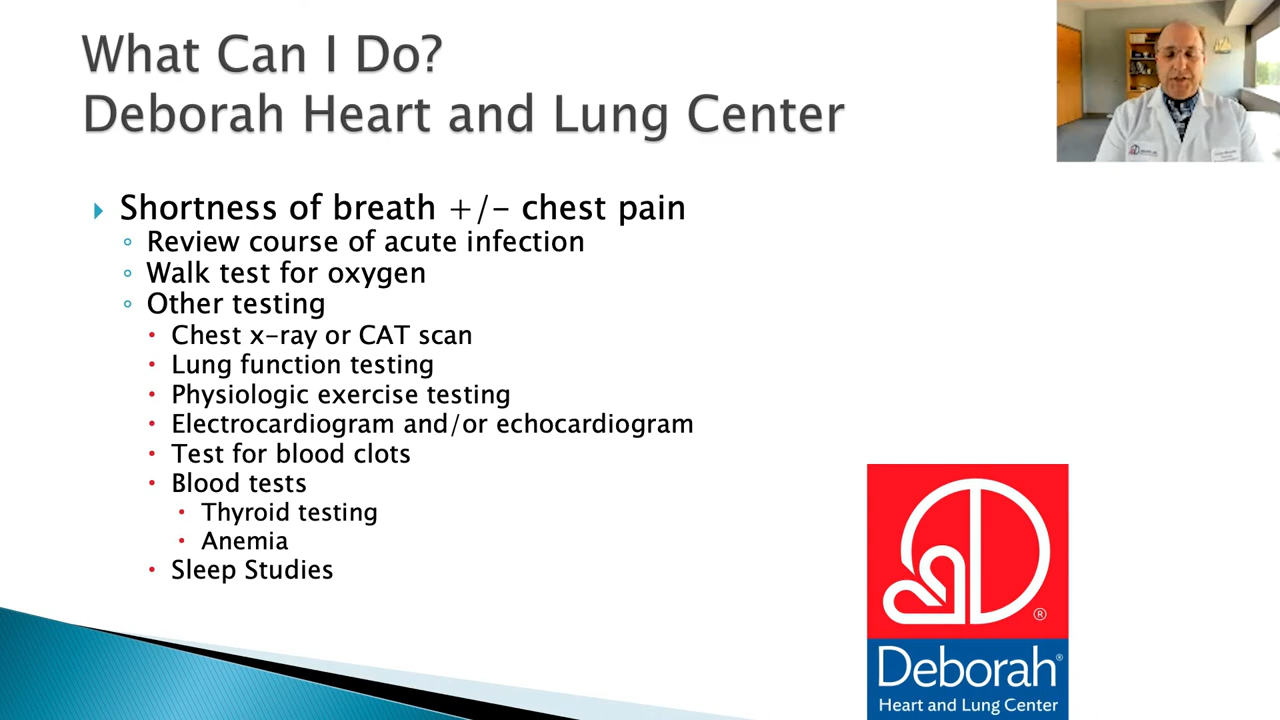 What Can I Do?
Deborah Heart and Lung Center
Shortness of breath +/- chest pain
Review course of acute infection
Walk test for oxygen
Other testing
Chest x-ray or CAT scan
Lung function testing
Physiologic exercise testing
Electrocardiogram and/or echocardiogram
Test for blood clots
Blood tests
Thyroid testing
Anemia
Sleep Studies
®
Deborah®
Heart and Lung Center